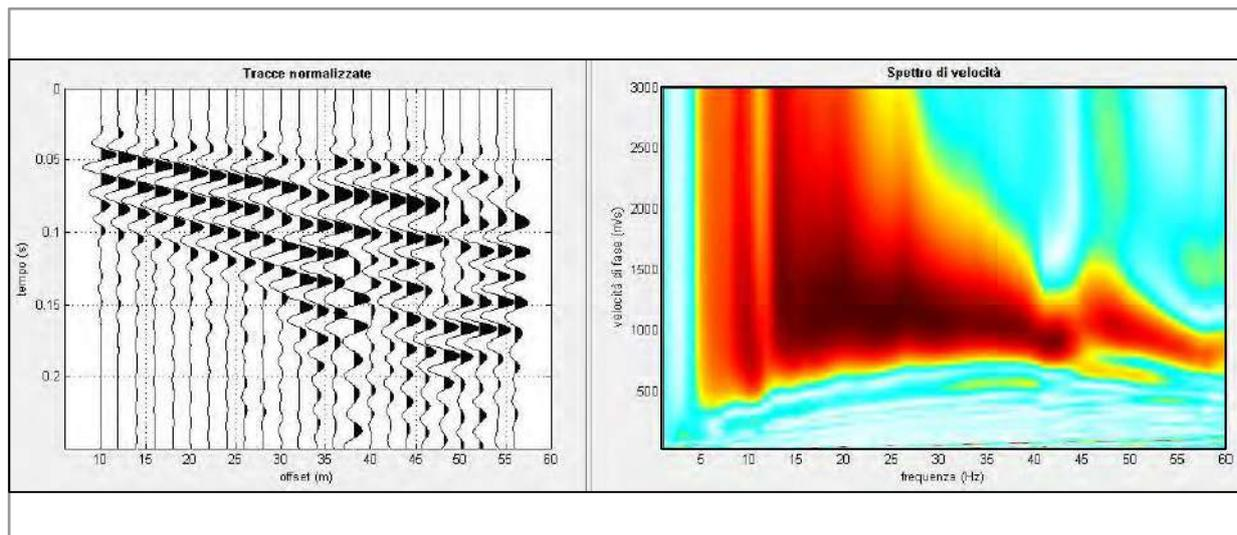 Tracce normalizzate
0
0.05
0.1
0.15
0.2
tempo (s)
10 15 20 25 30 35 40 45 50 55 60
offset (m)
Spettro di velocità
3000
2500
2000
1500
1000
500
velocità di fase (m/s)
5 10 15 20 25 30 35 40 45 50 55 60
frequenza (Hz)